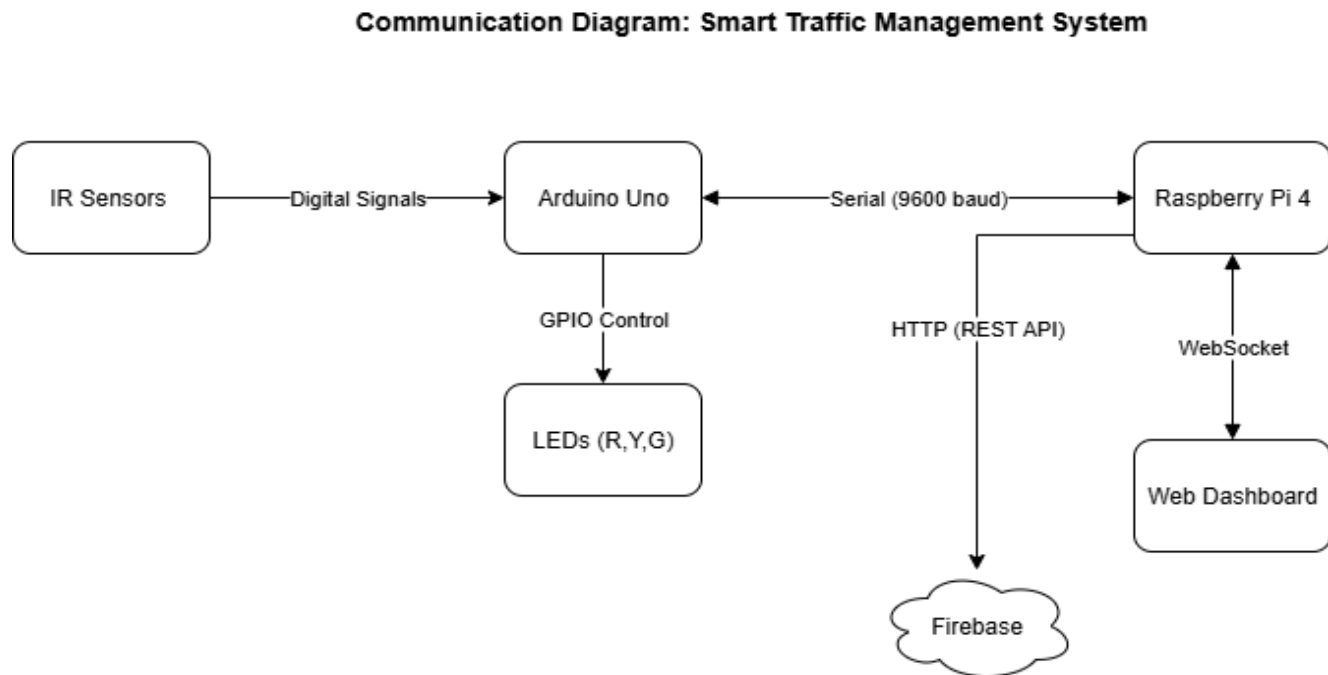 Communication Diagram: Smart Traffic Management System
IR Sensors
Digital Signals
Arduino Uno
Serial (9600 baud)
Raspberry Pi 4
GPIO Control
HTTP (REST API)
WebSocket
LEDs (R,Y,G)
Web Dashboard
Firebase